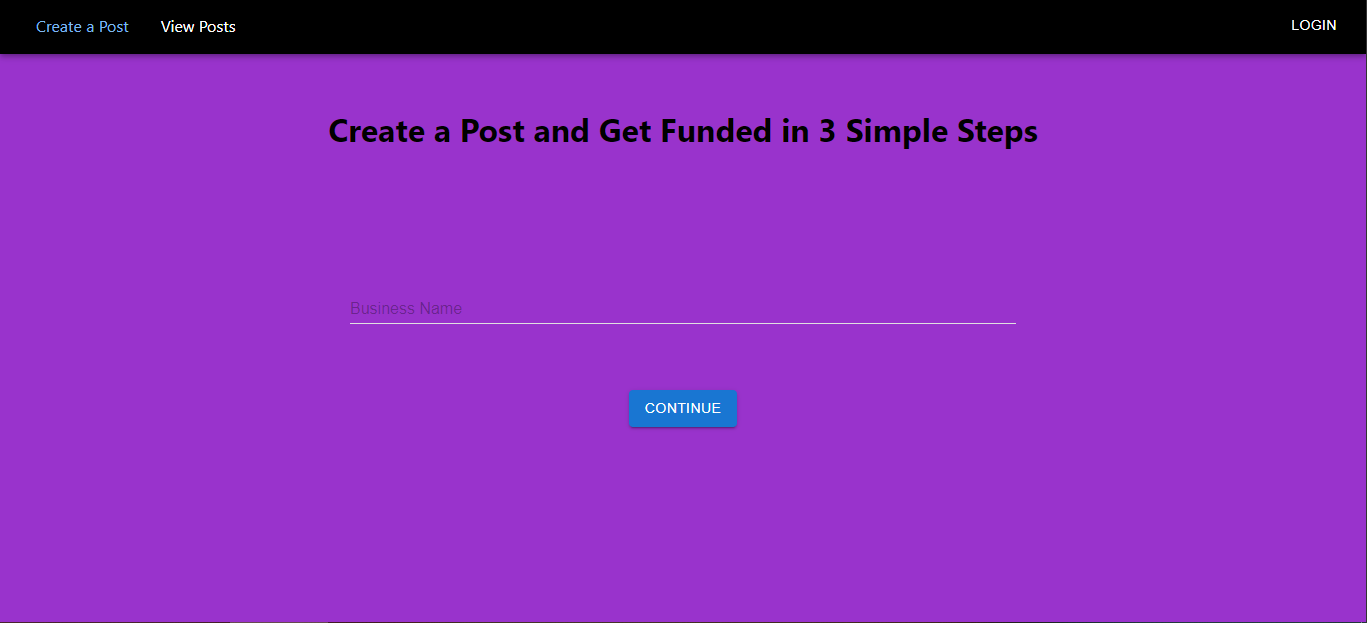 Create a Post View Posts LOGIN
Create a Post and Get Funded in 3 Simple Steps
Business Name
CONTINUE